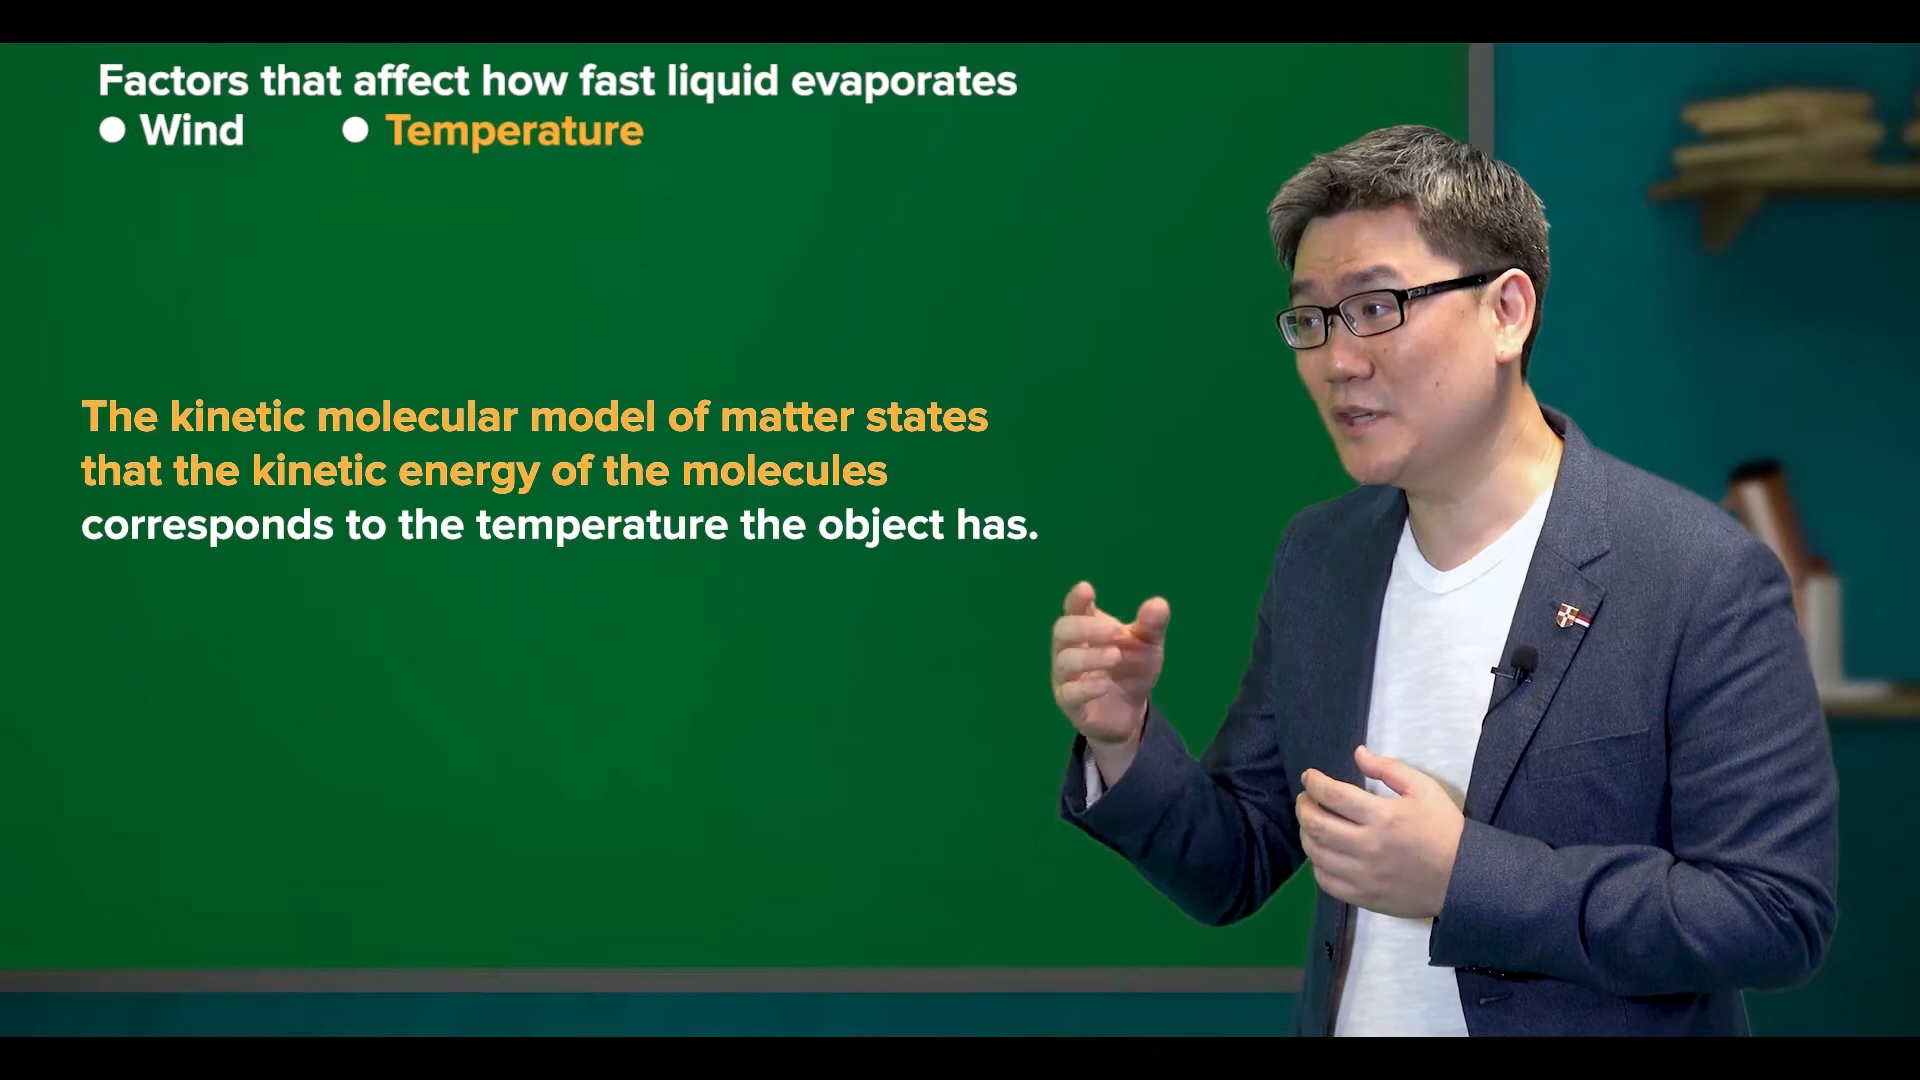 Factors that affect how fast liquid evaporates
● Wind ● Temperature
The kinetic molecular model of matter states
that the kinetic energy of the molecules
corresponds to the temperature the object has.